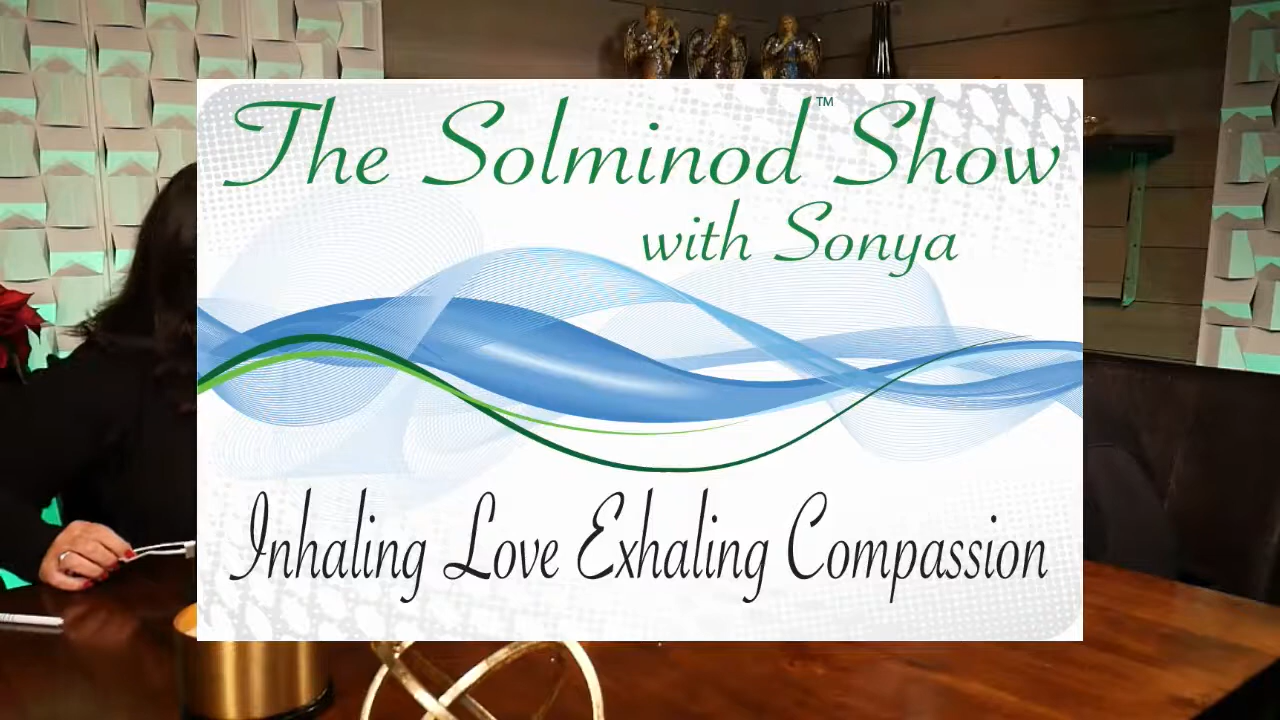 The Solminod™ Show
with Sonya
Inhaling Love Exhaling Compassion